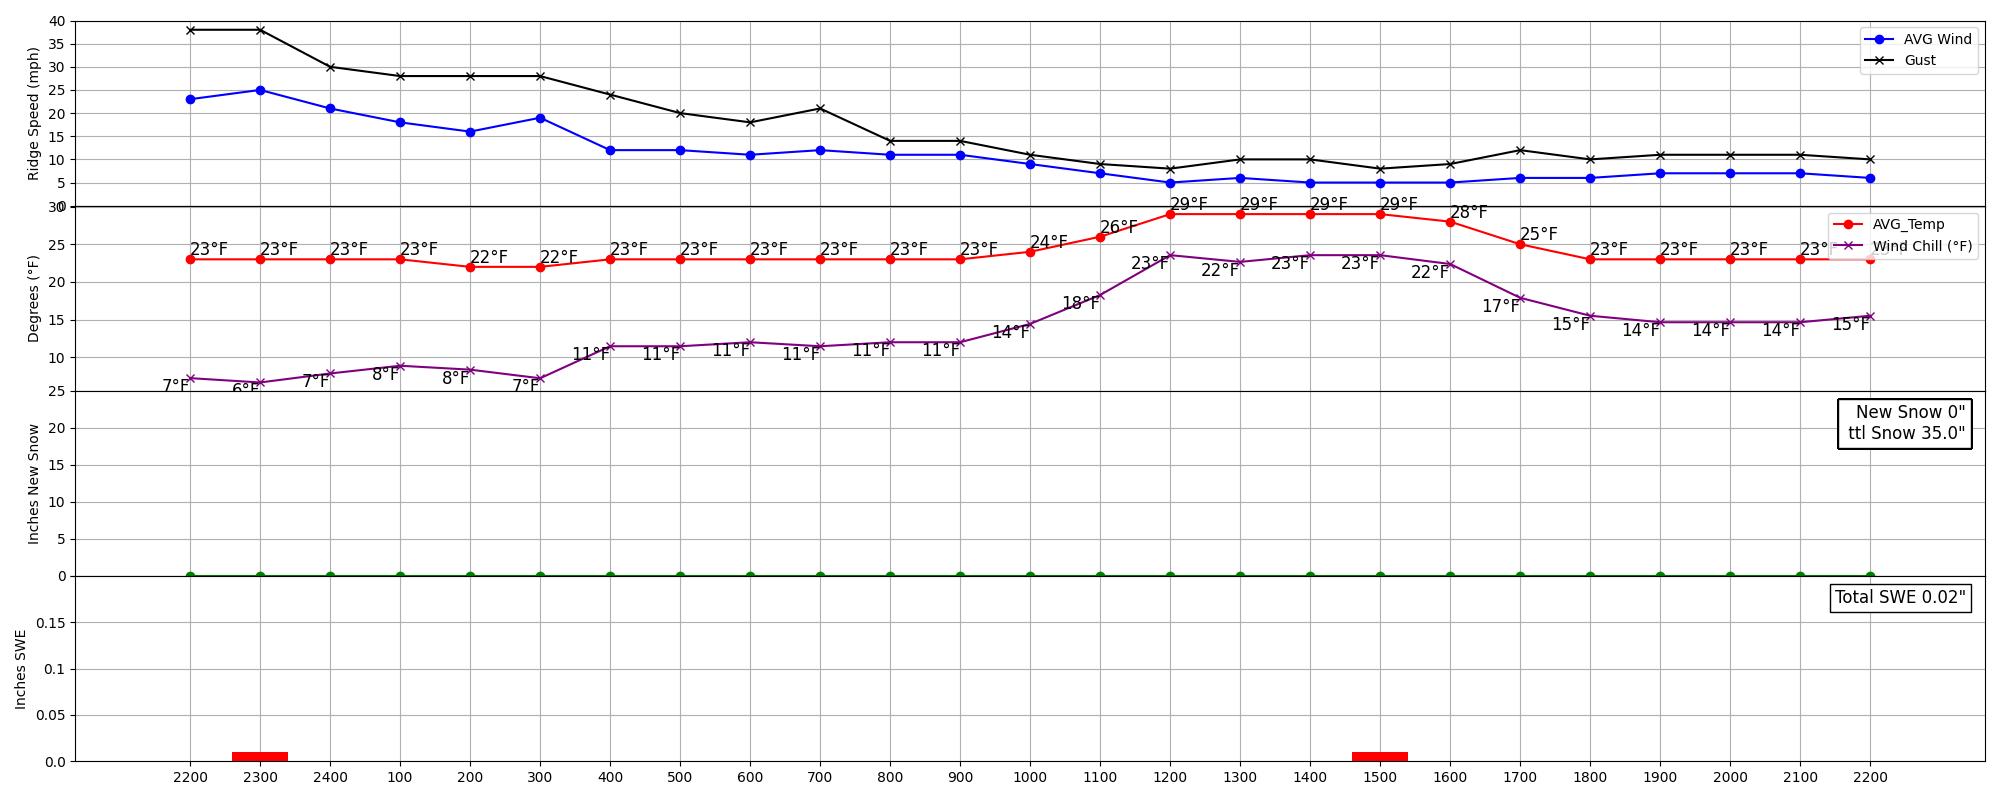 40
35
30
25
20
15
10
5
0
Ridge Speed (mph)
AVG Wind
Gust
30
25
20
15
10
Degrees (°F)
23°F 23°F 23°F 23°F 22°F 22°F 23°F 23°F 23°F 23°F 23°F 23°F 24°F 26°F 29°F 29°F 29°F 29°F 28°F 25°F 23°F 23°F 23°F 23°F 23°F
7°F 6°F 7°F 8°F 8°F 7°F 11°F 11°F 11°F 11°F 11°F 11°F 14°F 18°F 23°F 22°F 23°F 23°F 22°F 17°F 15°F 14°F 14°F 14°F 15°F
AVG_Temp
Wind Chill (°F)
25
20
15
10
5
0
Inches New Snow
New Snow 0"
ttl Snow 35.0"
0.15
0.1
0.05
0.0
Inches SWE
Total SWE 0.02"
2200 2300 2400 100 200 300 400 500 600 700 800 900 1000 1100 1200 1300 1400 1500 1600 1700 1800 1900 2000 2100 2200